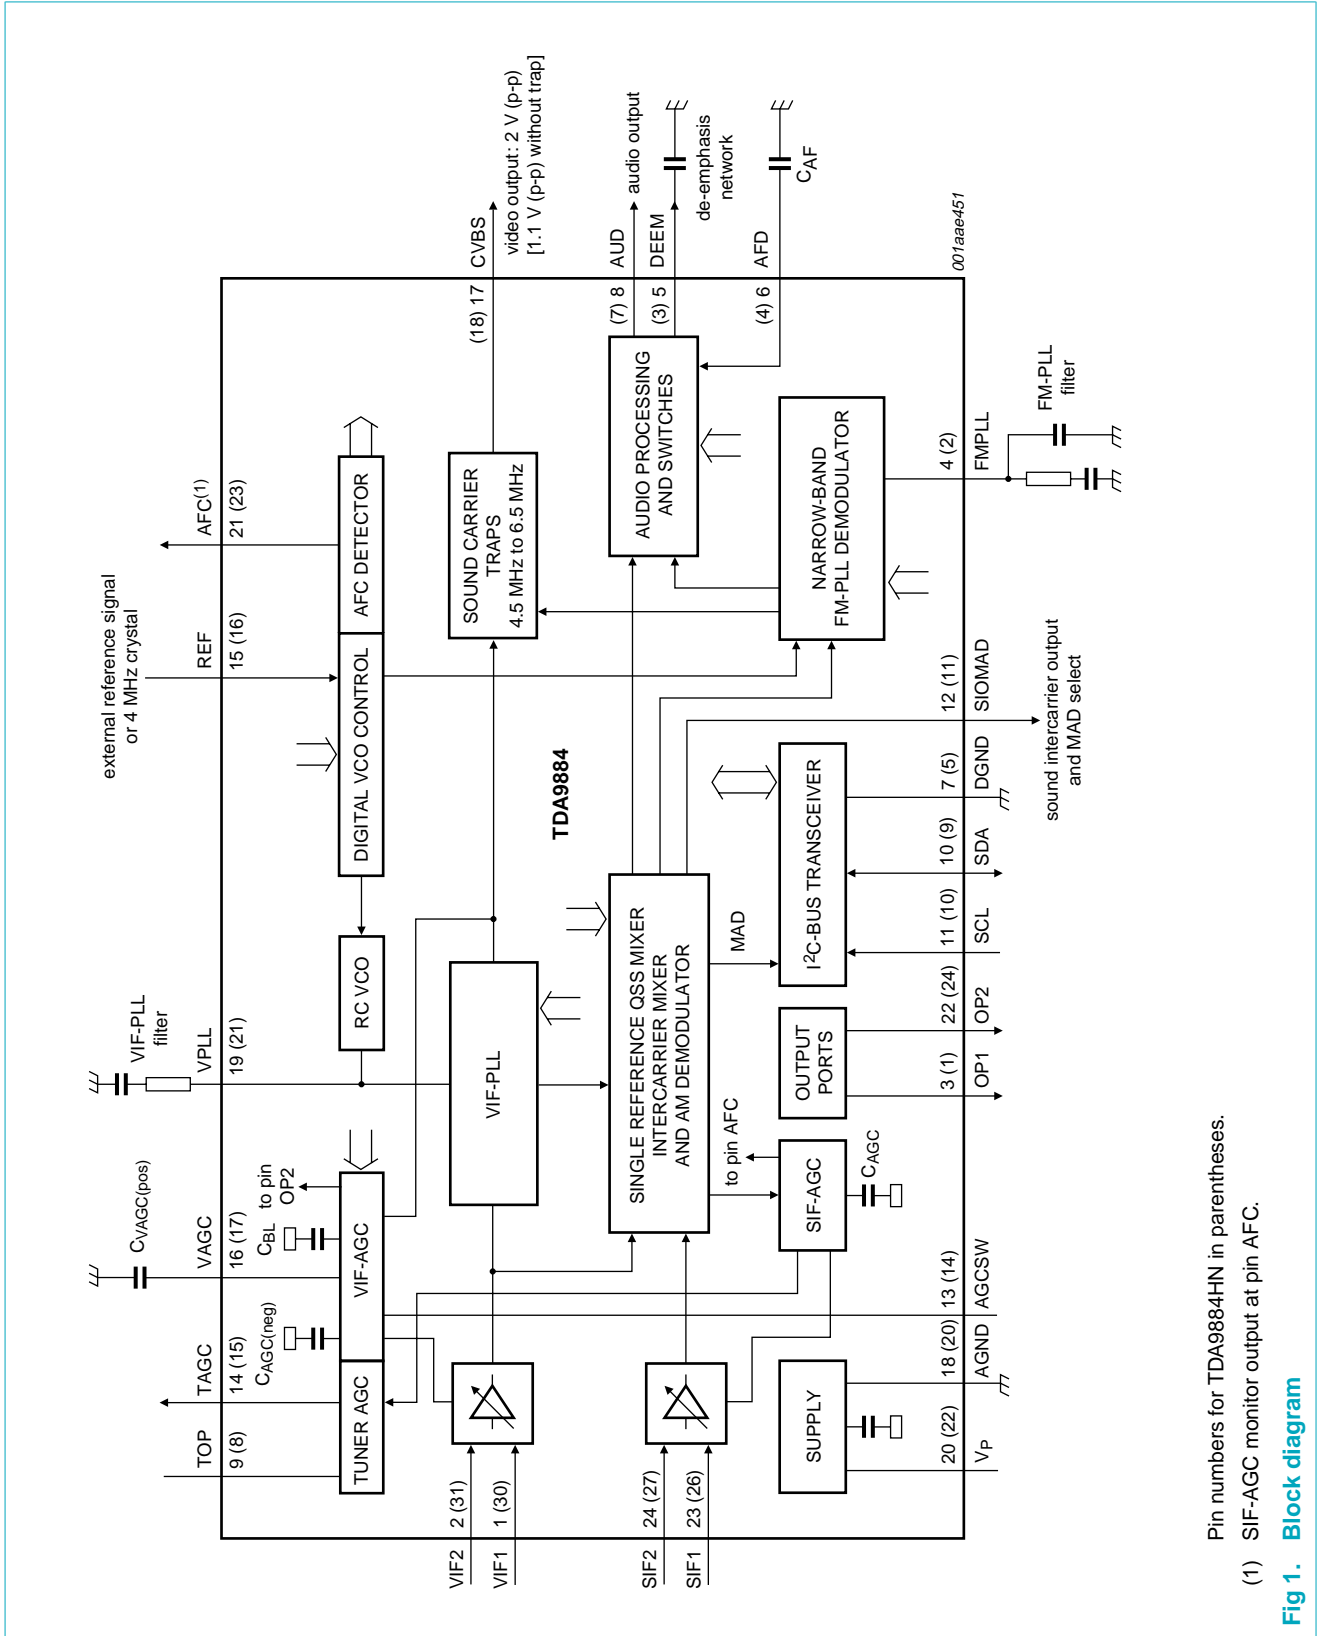 external reference signal
or 4 MHz crystal
TOP
9 (8)
TAGC
14 (15)
CAGC(neg)
VAGC
16 (17)
CVAGC(pos)
CBL
to pin
OP2
VIF-PLL
filter
VPLL
19 (21)
REF
15 (16)
AFC(1)
21 (23)
TUNER AGC
VIF-AGC
RC VCO
DIGITAL VCO CONTROL
AFC DETECTOR
VIF2
2 (31)
VIF1
1 (30)
VIF-PLL
SOUND CARRIER
TRAPS
4.5 MHz to 6.5 MHz
(18) 17
CVBS
video output: 2 V (p-p)
[1.1 V (p-p) without trap]
TDA9884
SIF2
24 (27)
SIF1
23 (26)
SINGLE REFERENCE QSS MIXER
INTERCARRIER MIXER
AND AM DEMODULATOR
AUDIO PROCESSING
AND SWITCHES
(7) 8
AUD
audio output
(3) 5
DEEM
de-emphasis
network
(4) 6
AFD
CAF
to pin AFC
MAD
SUPPLY
SIF-AGC
CAGC
OUTPUT
PORTS
I2C-BUS TRANSCEIVER
NARROW-BAND
FM-PLL DEMODULATOR
20 (22)
VP
18 (20)
AGND
13 (14)
AGCSW
3 (1)
OP1
22 (24)
OP2
11 (10)
SCL
10 (9)
SDA
7 (5)
DGND
12 (11)
SIOMAD
4 (2)
FMPLL
FM-PLL
filter
sound intercarrier output
and MAD select
001aae451
Pin numbers for TDA9884HN in parentheses.
(1) SIF-AGC monitor output at pin AFC.
Fig 1. Block diagram